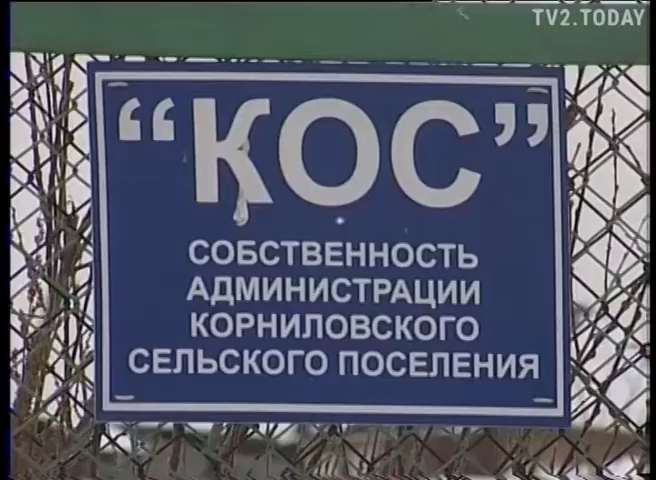 TV2.TODAY
“КОС”
СОБСТВЕННОСТЬ
АДМИНИСТРАЦИИ
КОРНИЛОВСКОГО
СЕЛЬСКОГО ПОСЕЛЕНИЯ